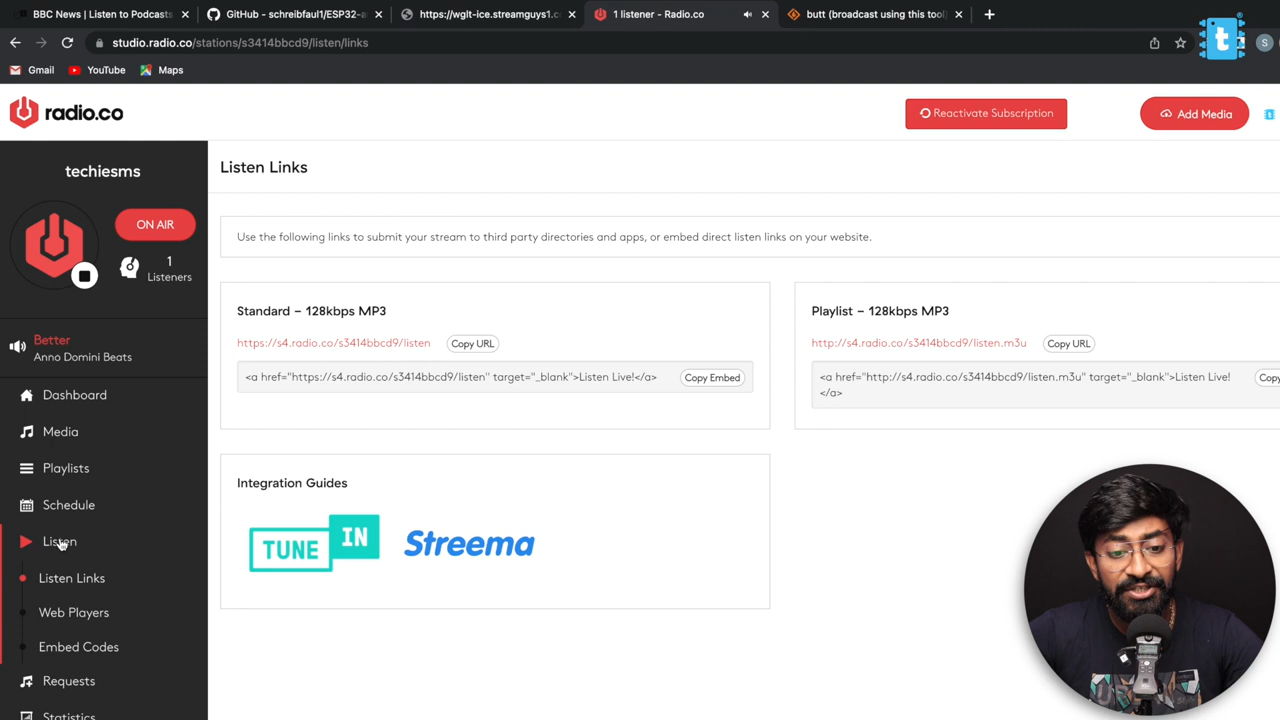 BBC News | Listen to Podcasts
GitHub - schreibfaul1/ESP32-a
https://wglt-ice.streamguys1.c
1 listener - Radio.co
butt (broadcast using this tool)
studio.radio.co/stations/s3414bbcd9/listen/links
t
S
Gmail
YouTube
Maps
radio.co
Reactivate Subscription
Add Media
techiesms
Listen Links
ON AIR
1
Listeners
Use the following links to submit your stream to third party directories and apps, or embed direct listen links on your website.
Better
Anno Domini Beats
Standard – 128kbps MP3
https://s4.radio.co/s3414bbcd9/listen
Copy URL
<a href="https://s4.radio.co/s3414bbcd9/listen" target="_blank">Listen Live!</a>
Copy Embed
Playlist – 128kbps MP3
http://s4.radio.co/s3414bbcd9/listen.m3u
Copy URL
<a href="http://s4.radio.co/s3414bbcd9/listen.m3u" target="_blank">Listen Live!
</a>
Copy
Dashboard
Media
Playlists
Schedule
Listen
Listen Links
Web Players
Embed Codes
Requests
Statistics
Integration Guides
TUNE IN
Streema